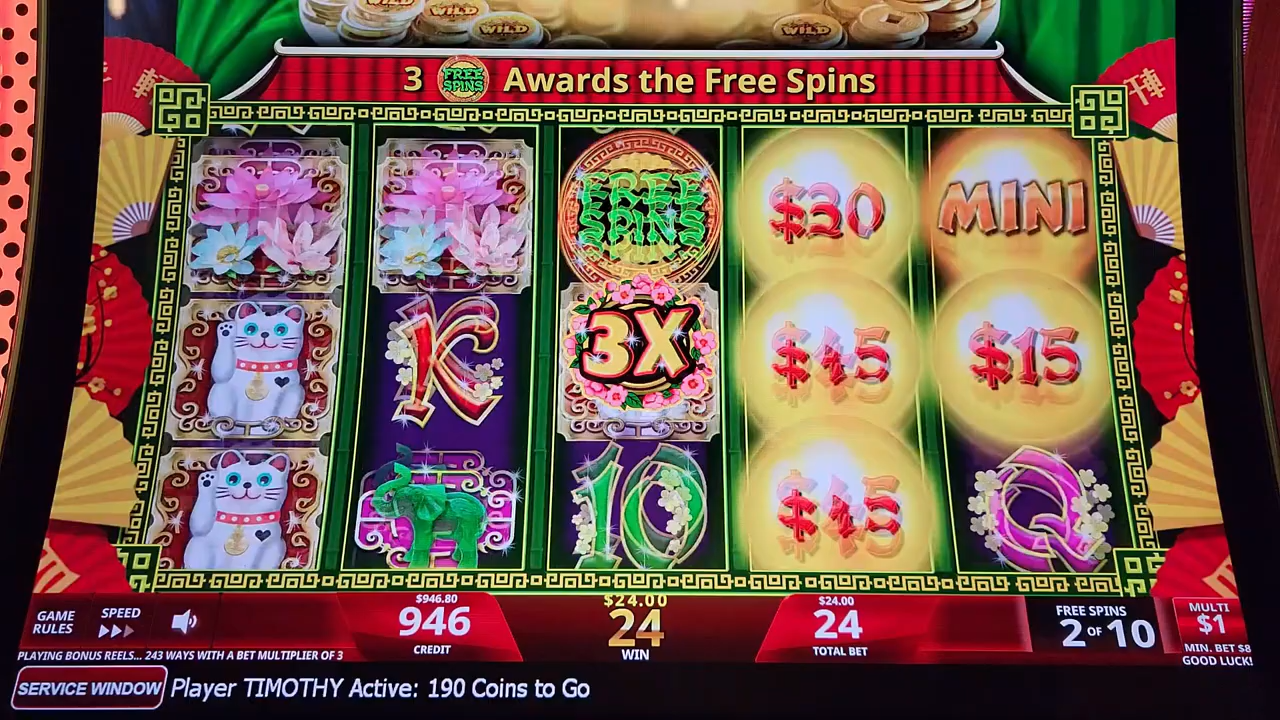 WILD WILD WILD WILD
3 FREE SPINS Awards the Free Spins
FREE SPINS $30 MINI
K 3X $45 $15
10 $45 Q
GAME RULES SPEED $946.80 946 CREDIT $24.00 24 WIN $24.00 24 TOTAL BET FREE SPINS 2 OF 10 MULTI $1 MIN. BET $8 GOOD LUCK!
PLAYING BONUS REELS... 243 WAYS WITH A BET MULTIPLIER OF 3
SERVICE WINDOW Player TIMOTHY Active: 190 Coins to Go